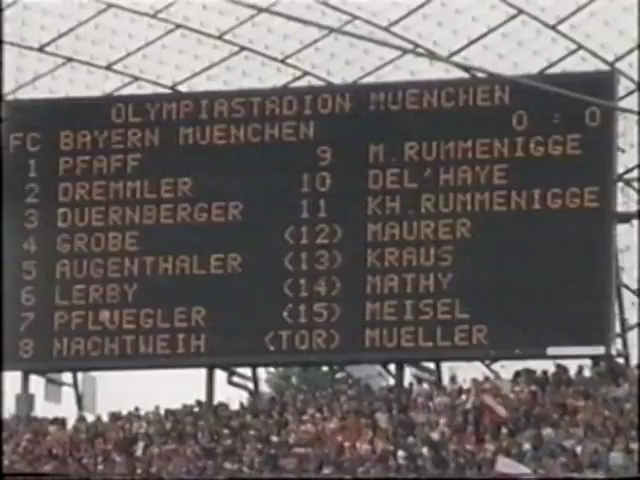 OLYMPIASTADION MUENCHEN
FC BAYERN MUENCHEN 0 : 0
1 PFAFF 9 M.RUMMENIGGE
2 DREMMLER 10 DEL'HAYE
3 DUERNBERGER 11 KH.RUMMENIGGE
4 GROBE (12) MAURER
5 AUGENTHALER (13) KRAUS
6 LERBY (14) MATHY
7 PFLUEGLER (15) MEISEL
8 NACHTWEIH (TOR) MUELLER